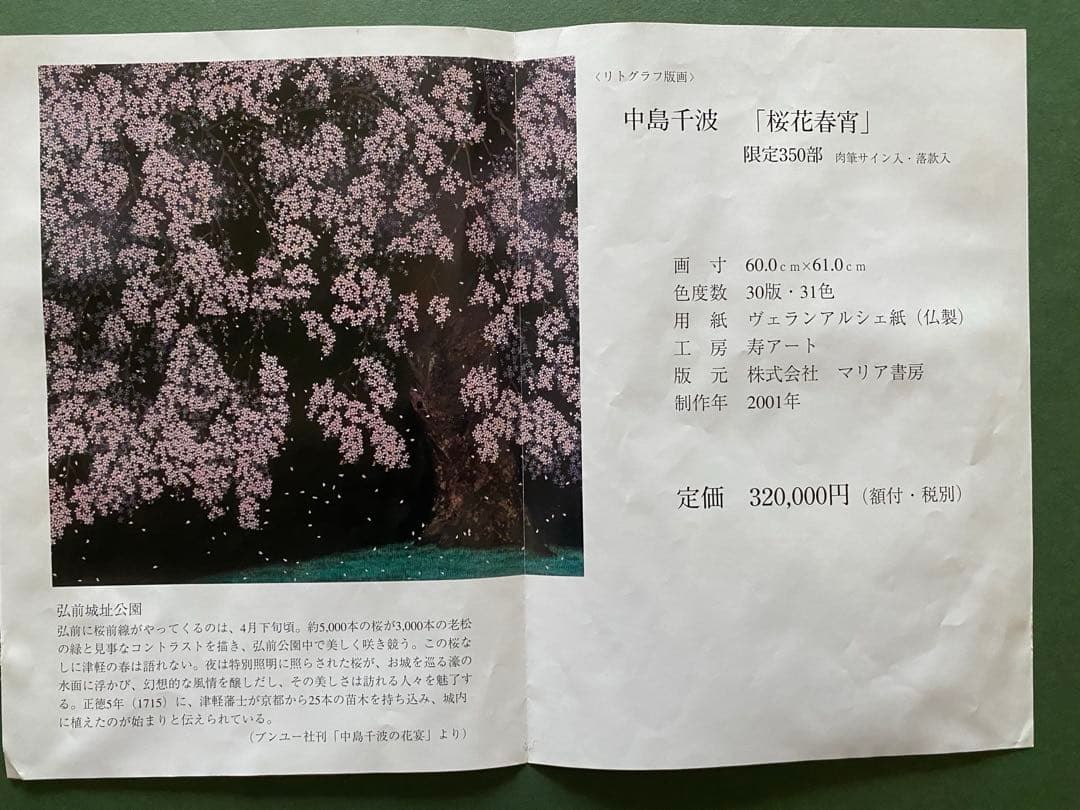 弘前城址公園
弘前に桜前線がやってくるのは、4月下旬頃。約5,000本の桜が3,000本の老松
の緑と見事なコントラストを描き、弘前公園中で美しく咲き競う。この桜な
しに津軽の春は語れない。夜は特別照明に照らされた桜が、お城を巡る濠の
水面に浮かび、幻想的な風情を醸しだし、その美しさは訪れる人々を魅了す
る。正徳5年（1715）に、津軽藩士が京都から25本の苗木を持ち込み、城内
に植えたのが始まりと伝えられている。
（ブンユー社刊「中島千波の花宴」より）
〈リトグラフ版画〉
中島千波　「桜花春宵」
限定350部　肉筆サイン入・落款入
画　寸　60.0cm×61.0cm
色度数　30版・31色
用　紙　ヴェランアルシェ紙（仏製）
工　房　寿アート
版　元　株式会社　マリア書房
制作年　2001年
定価　320,000円（額付・税別）